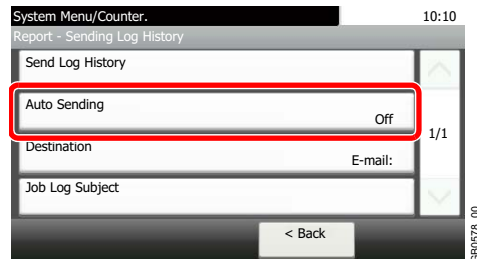 System Menu/Counter.
10:10
Report - Sending Log History
Send Log History
Auto Sending
Off
1/1
Destination
E-mail:
Job Log Subject
< Back
GB0578_00